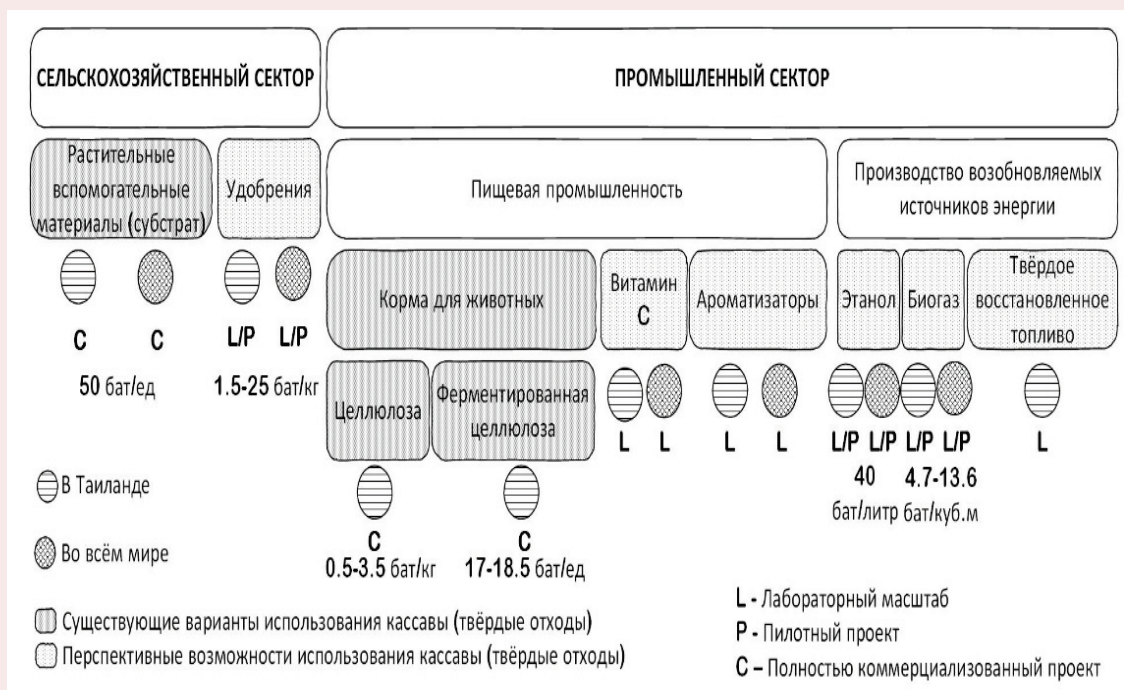 СЕЛЬСКОХОЗЯЙСТВЕННЫЙ СЕКТОР
ПРОМЫШЛЕННЫЙ СЕКТОР
Растительные
вспомогательные
материалы (субстрат)
Удобрения
Пищевая промышленность
Производство возобновляемых
источников энергии
C
C
50 бат/ед
L/P
L/P
1.5-25 бат/кг
Корма для животных
Витамин
C
Ароматизаторы
Этанол
Биогаз
Твёрдое
восстановленное
топливо
Целлюлоза
Ферментированная
целлюлоза
L
L
L
L
L/P
L/P
L/P
L/P
L
40
бат/литр
4.7-13.6
бат/куб.м
C
0.5-3.5 бат/кг
C
17-18.5 бат/ед
В Таиланде
Во всём мире
Существующие варианты использования кассавы (твёрдые отходы)
Перспективные возможности использования кассавы (твёрдые отходы)
L - Лабораторный масштаб
P - Пилотный проект
C – Полностью коммерциализованный проект